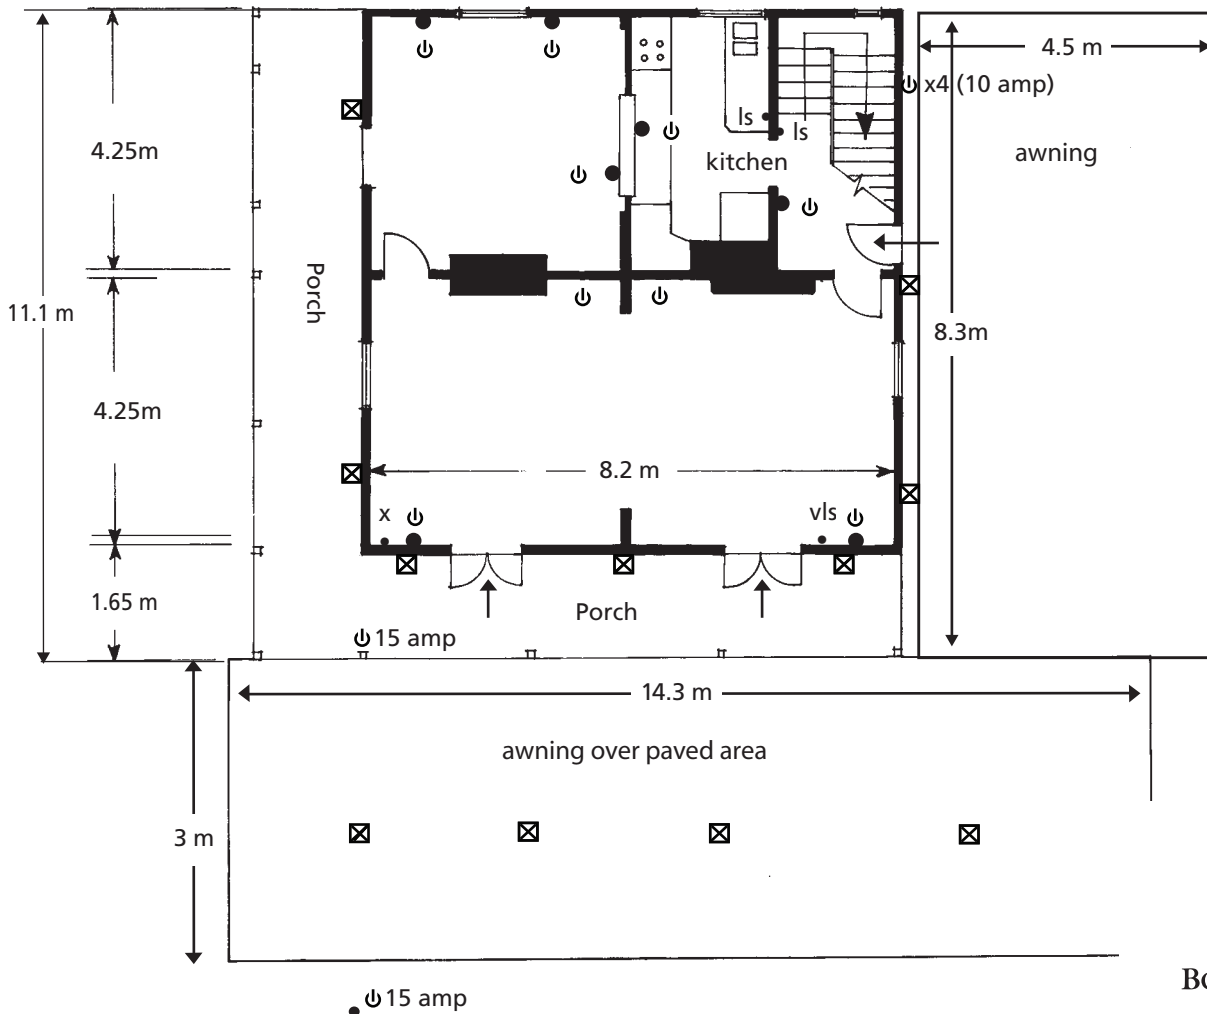 4.5 m
x4 (10 amp)
ls
ls
4.25m
kitchen
awning
Porch
11.1 m
8.3m
4.25m
8.2 m
x
vls
1.65 m
Porch
15 amp
14.3 m
awning over paved area
3 m
15 amp